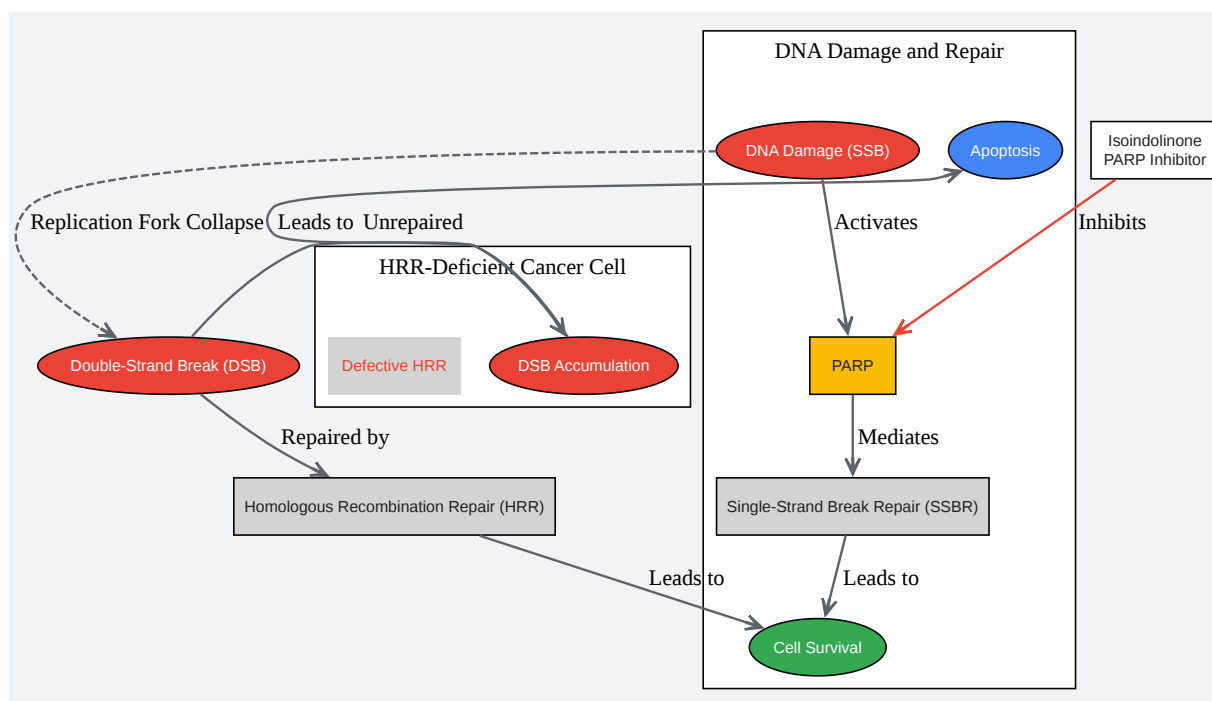 DNA Damage and Repair
DNA Damage (SSB)
Apoptosis
Isoindolinone
PARP Inhibitor
Replication Fork Collapse
Leads to
Unrepaired
Activates
Inhibits
HRR-Deficient Cancer Cell
Double-Strand Break (DSB)
Defective HRR
DSB Accumulation
PARP
Repaired by
Mediates
Homologous Recombination Repair (HRR)
Single-Strand Break Repair (SSBR)
Leads to
Leads to
Cell Survival